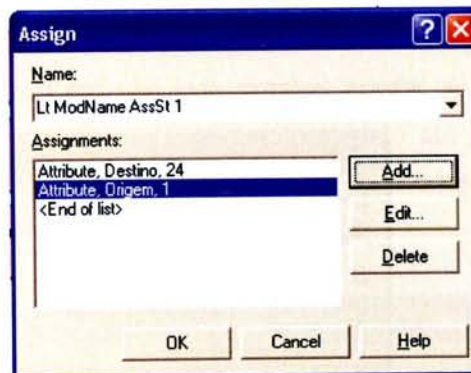 Assign
Name:
Lt ModName AssSt 1
Assignments:
Attribute, Destino, 24
Attribute, Origem, 1
<End of list>
Add...
Edit...
Delete
OK
Cancel
Help